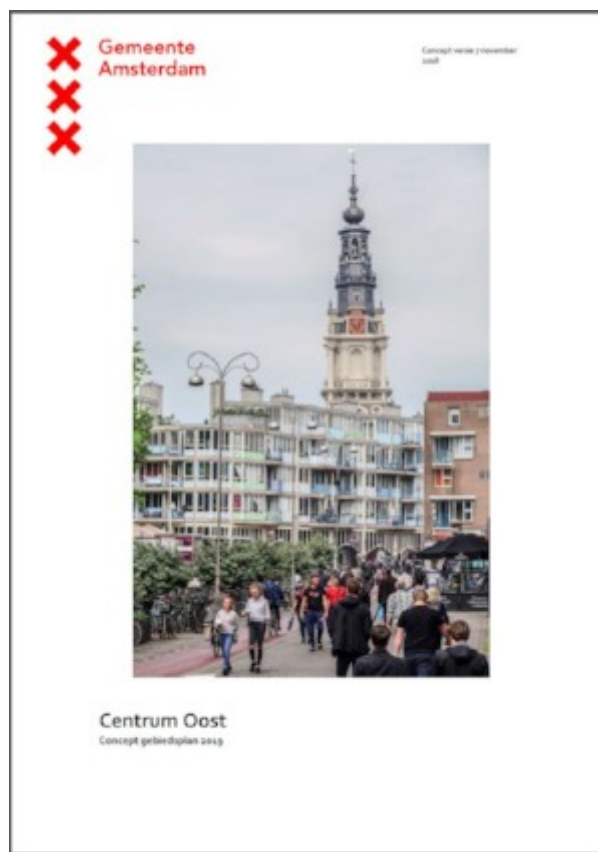 Gemeente
Amsterdam
Concept versie 7 november
2018
Centrum Oost
Concept gebiedsplan 2019